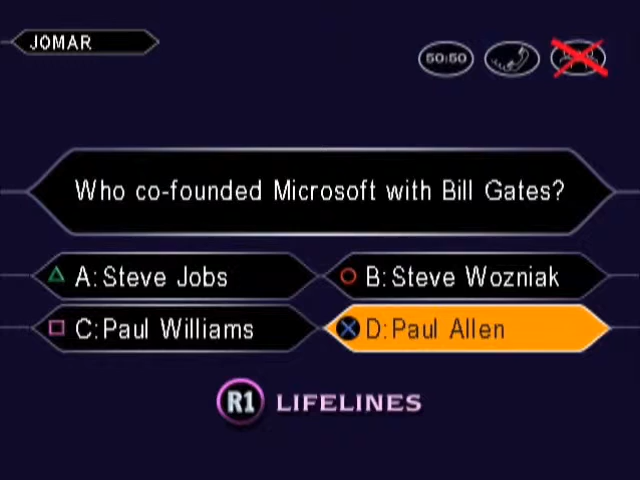 JOMAR
50:50
Who co-founded Microsoft with Bill Gates?
A: Steve Jobs
B: Steve Wozniak
C: Paul Williams
D: Paul Allen
R1 LIFELINES